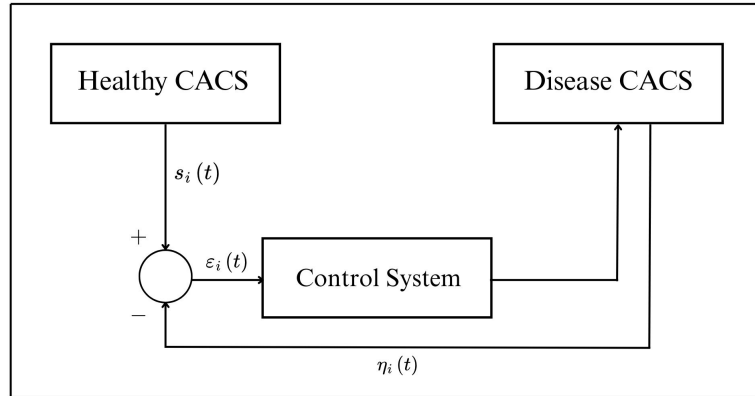 Healthy CACS
Disease CACS
s_i (t)
+
ε_i (t)
Control System
−
η_i (t)